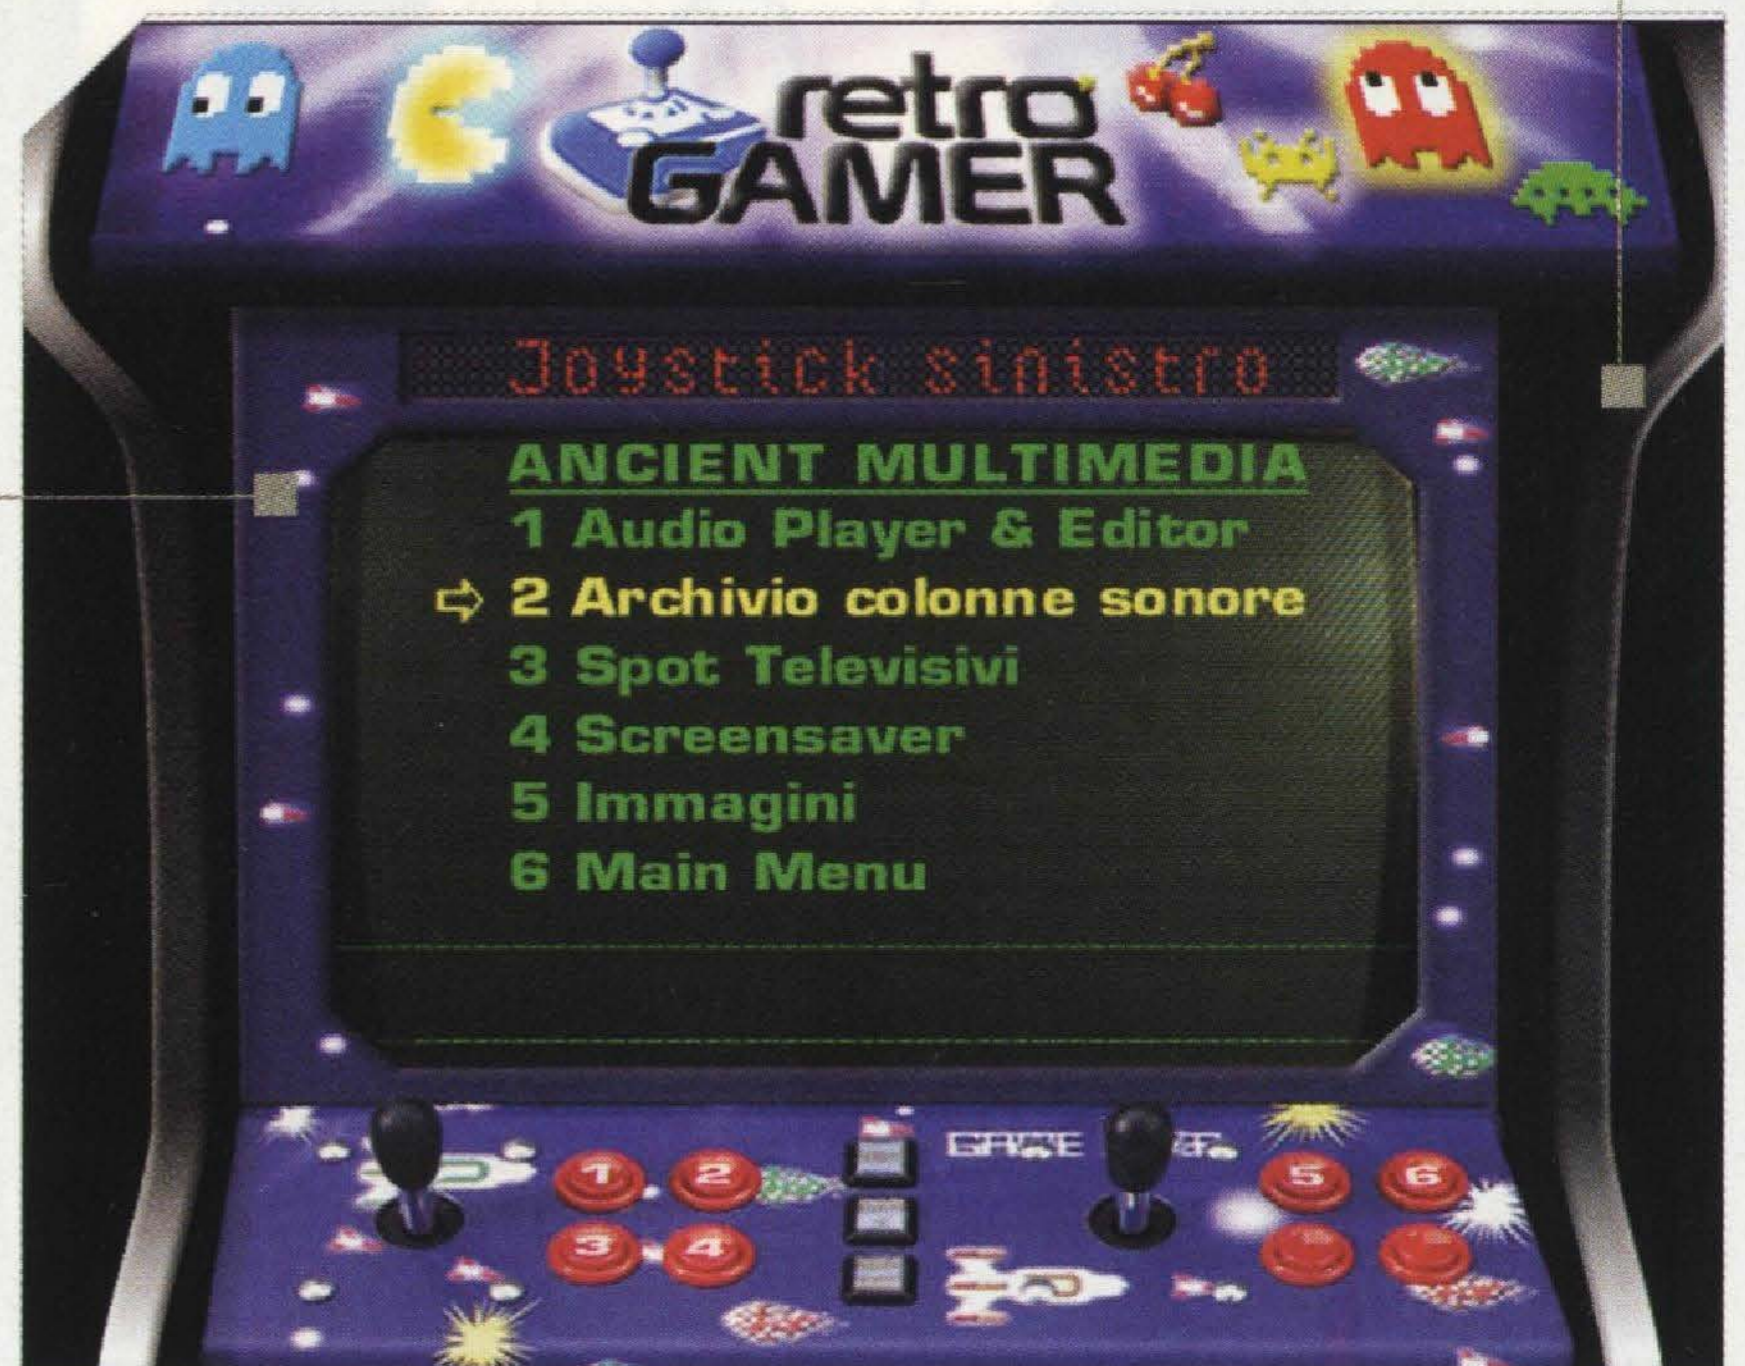 retro
GAMER
Joystick sinistro
ANCIENT MULTIMEDIA
1 Audio Player & Editor
⇨ 2 Archivio colonne sonore
3 Spot Televisivi
4 Screensaver
5 Immagini
6 Main Menu
GAME
1 2
5 6
3 4